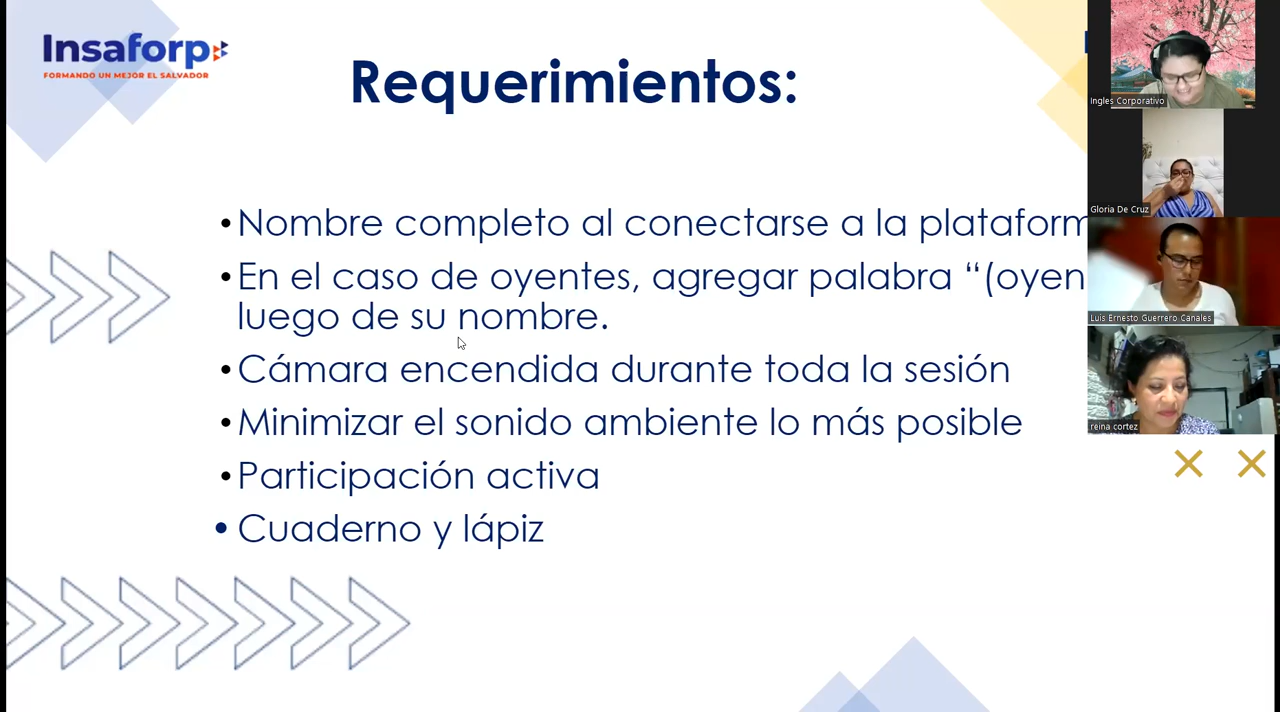 Insaforp
FORMANDO UN MEJOR EL SALVADOR
Requerimientos:
•Nombre completo al conectarse a la plataform
•En el caso de oyentes, agregar palabra “(oyen
luego de su nombre.
•Cámara encendida durante toda la sesión
•Minimizar el sonido ambiente lo más posible
•Participación activa
•Cuaderno y lápiz
Ingles Corporativo
Gloria De Cruz
Luis Ernesto Guerrero Canales
reina cortez